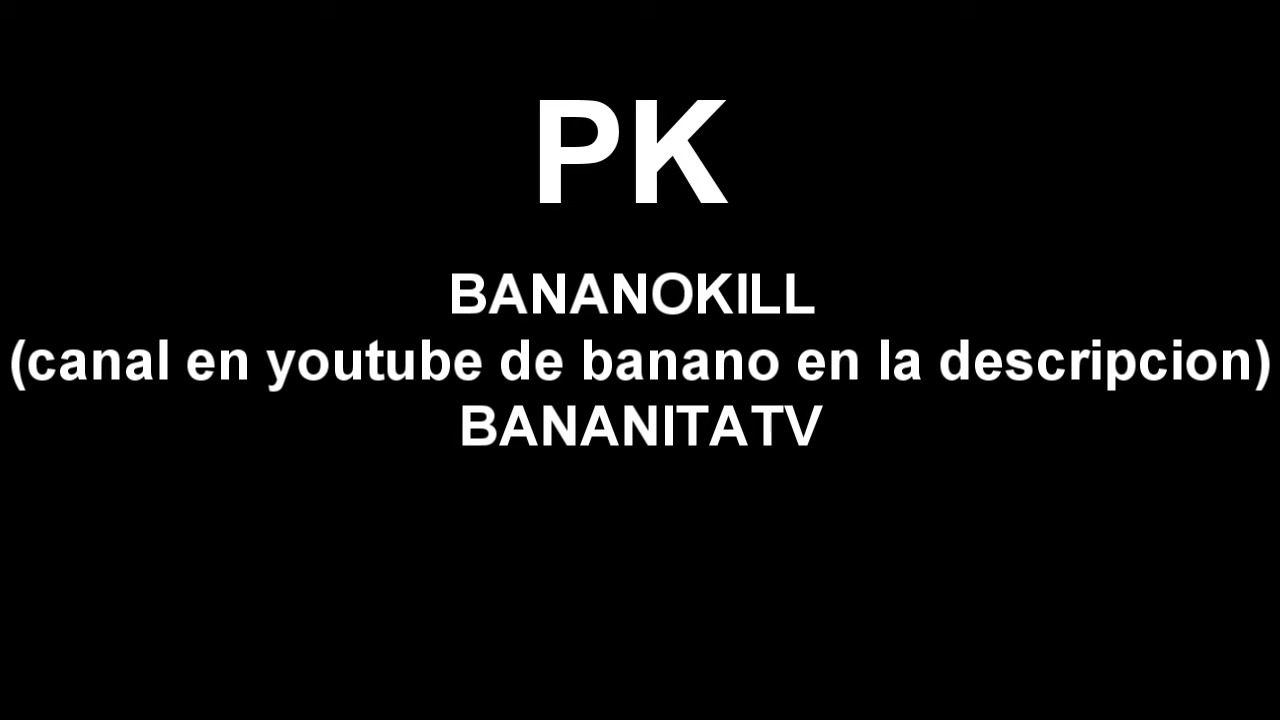 PK
BANANOKILL
(canal en youtube de banano en la descripcion)
BANANITATV